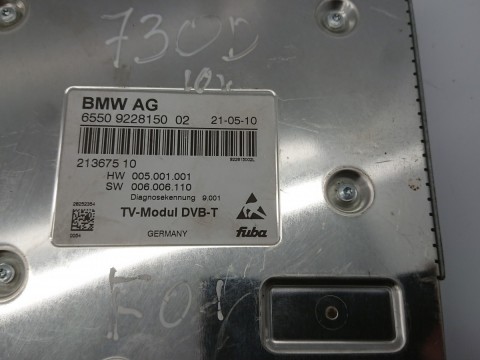 730D
BMW AG
6550 9228150 02 21-05-10
213675 10
HW 005.001.001
SW 006.006.110
Diagnosekennung 9.001
TV-Modul DVB-T
GERMANY
fuba
F01